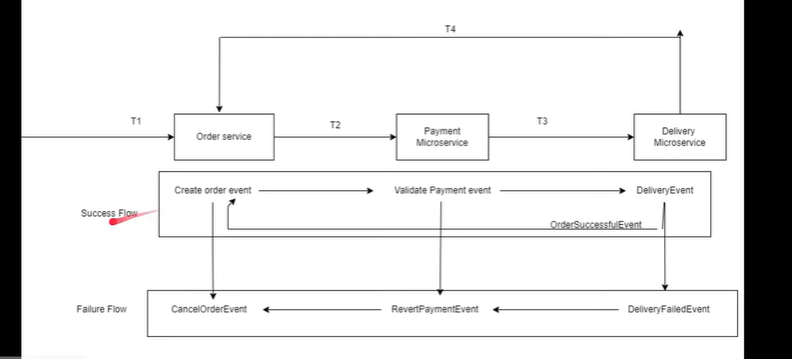 T4
T1
T2
T3
Order service
Payment
Microservice
Delivery
Microservice
Create order event
Validate Payment event
DeliveryEvent
Success Flow
OrderSuccessfulEvent
Failure Flow
CancelOrderEvent
RevertPaymentEvent
DeliveryFailedEvent